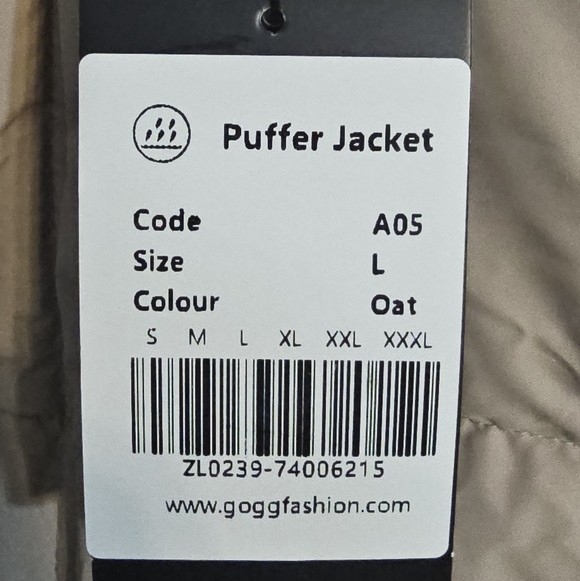 Puffer Jacket
Code A05
Size L
Colour Oat
S M L XL XXL XXXL
ZL0239-74006215
www.goggfashion.com